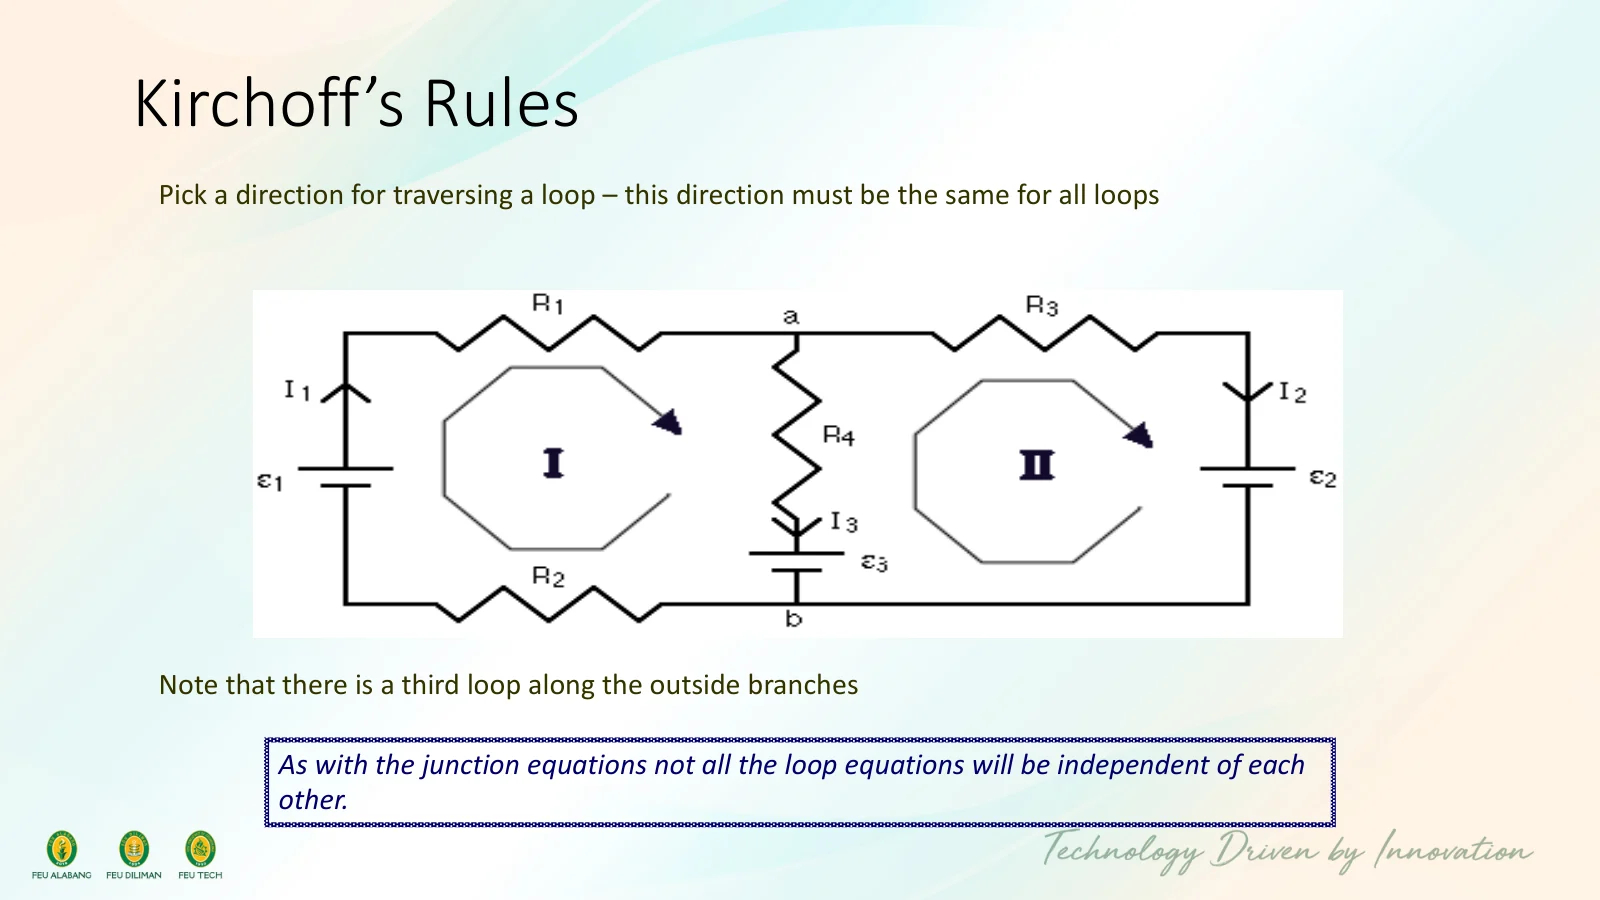 Kirchoff’s Rules
Pick a direction for traversing a loop – this direction must be the same for all loops
R1
a
R3
I1
I2
R4
ε1
I
II
ε2
I3
ε3
R2
b
Note that there is a third loop along the outside branches
As with the junction equations not all the loop equations will be independent of each
other.
FEU ALABANG
FEU DILIMAN
FEU TECH
Technology Driven by Innovation